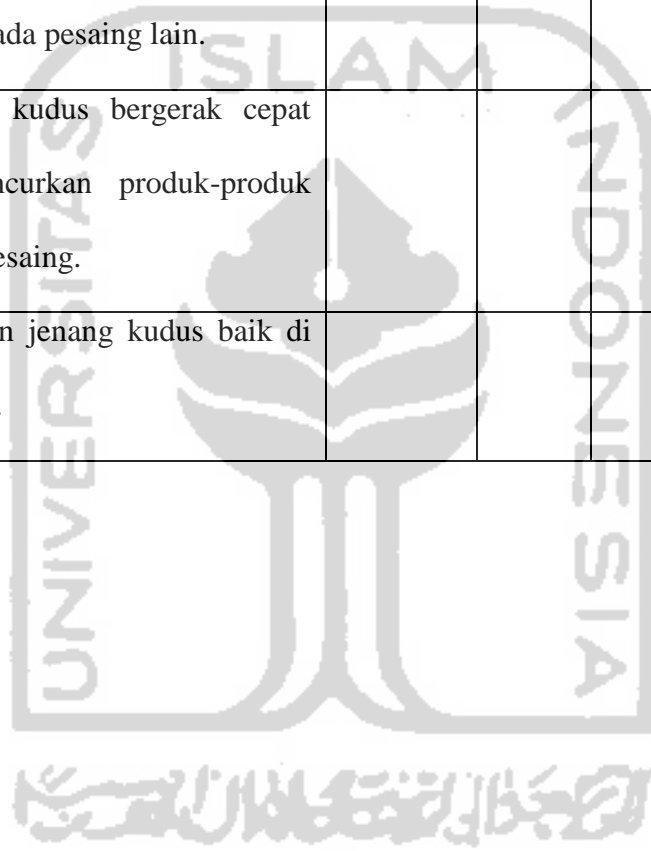 ada pesaing lain.
kudus bergerak cepat
ncurkan produk-produk
esaing.
n jenang kudus baik di
ISLAM
UNIVERSITAS
INDONESIA